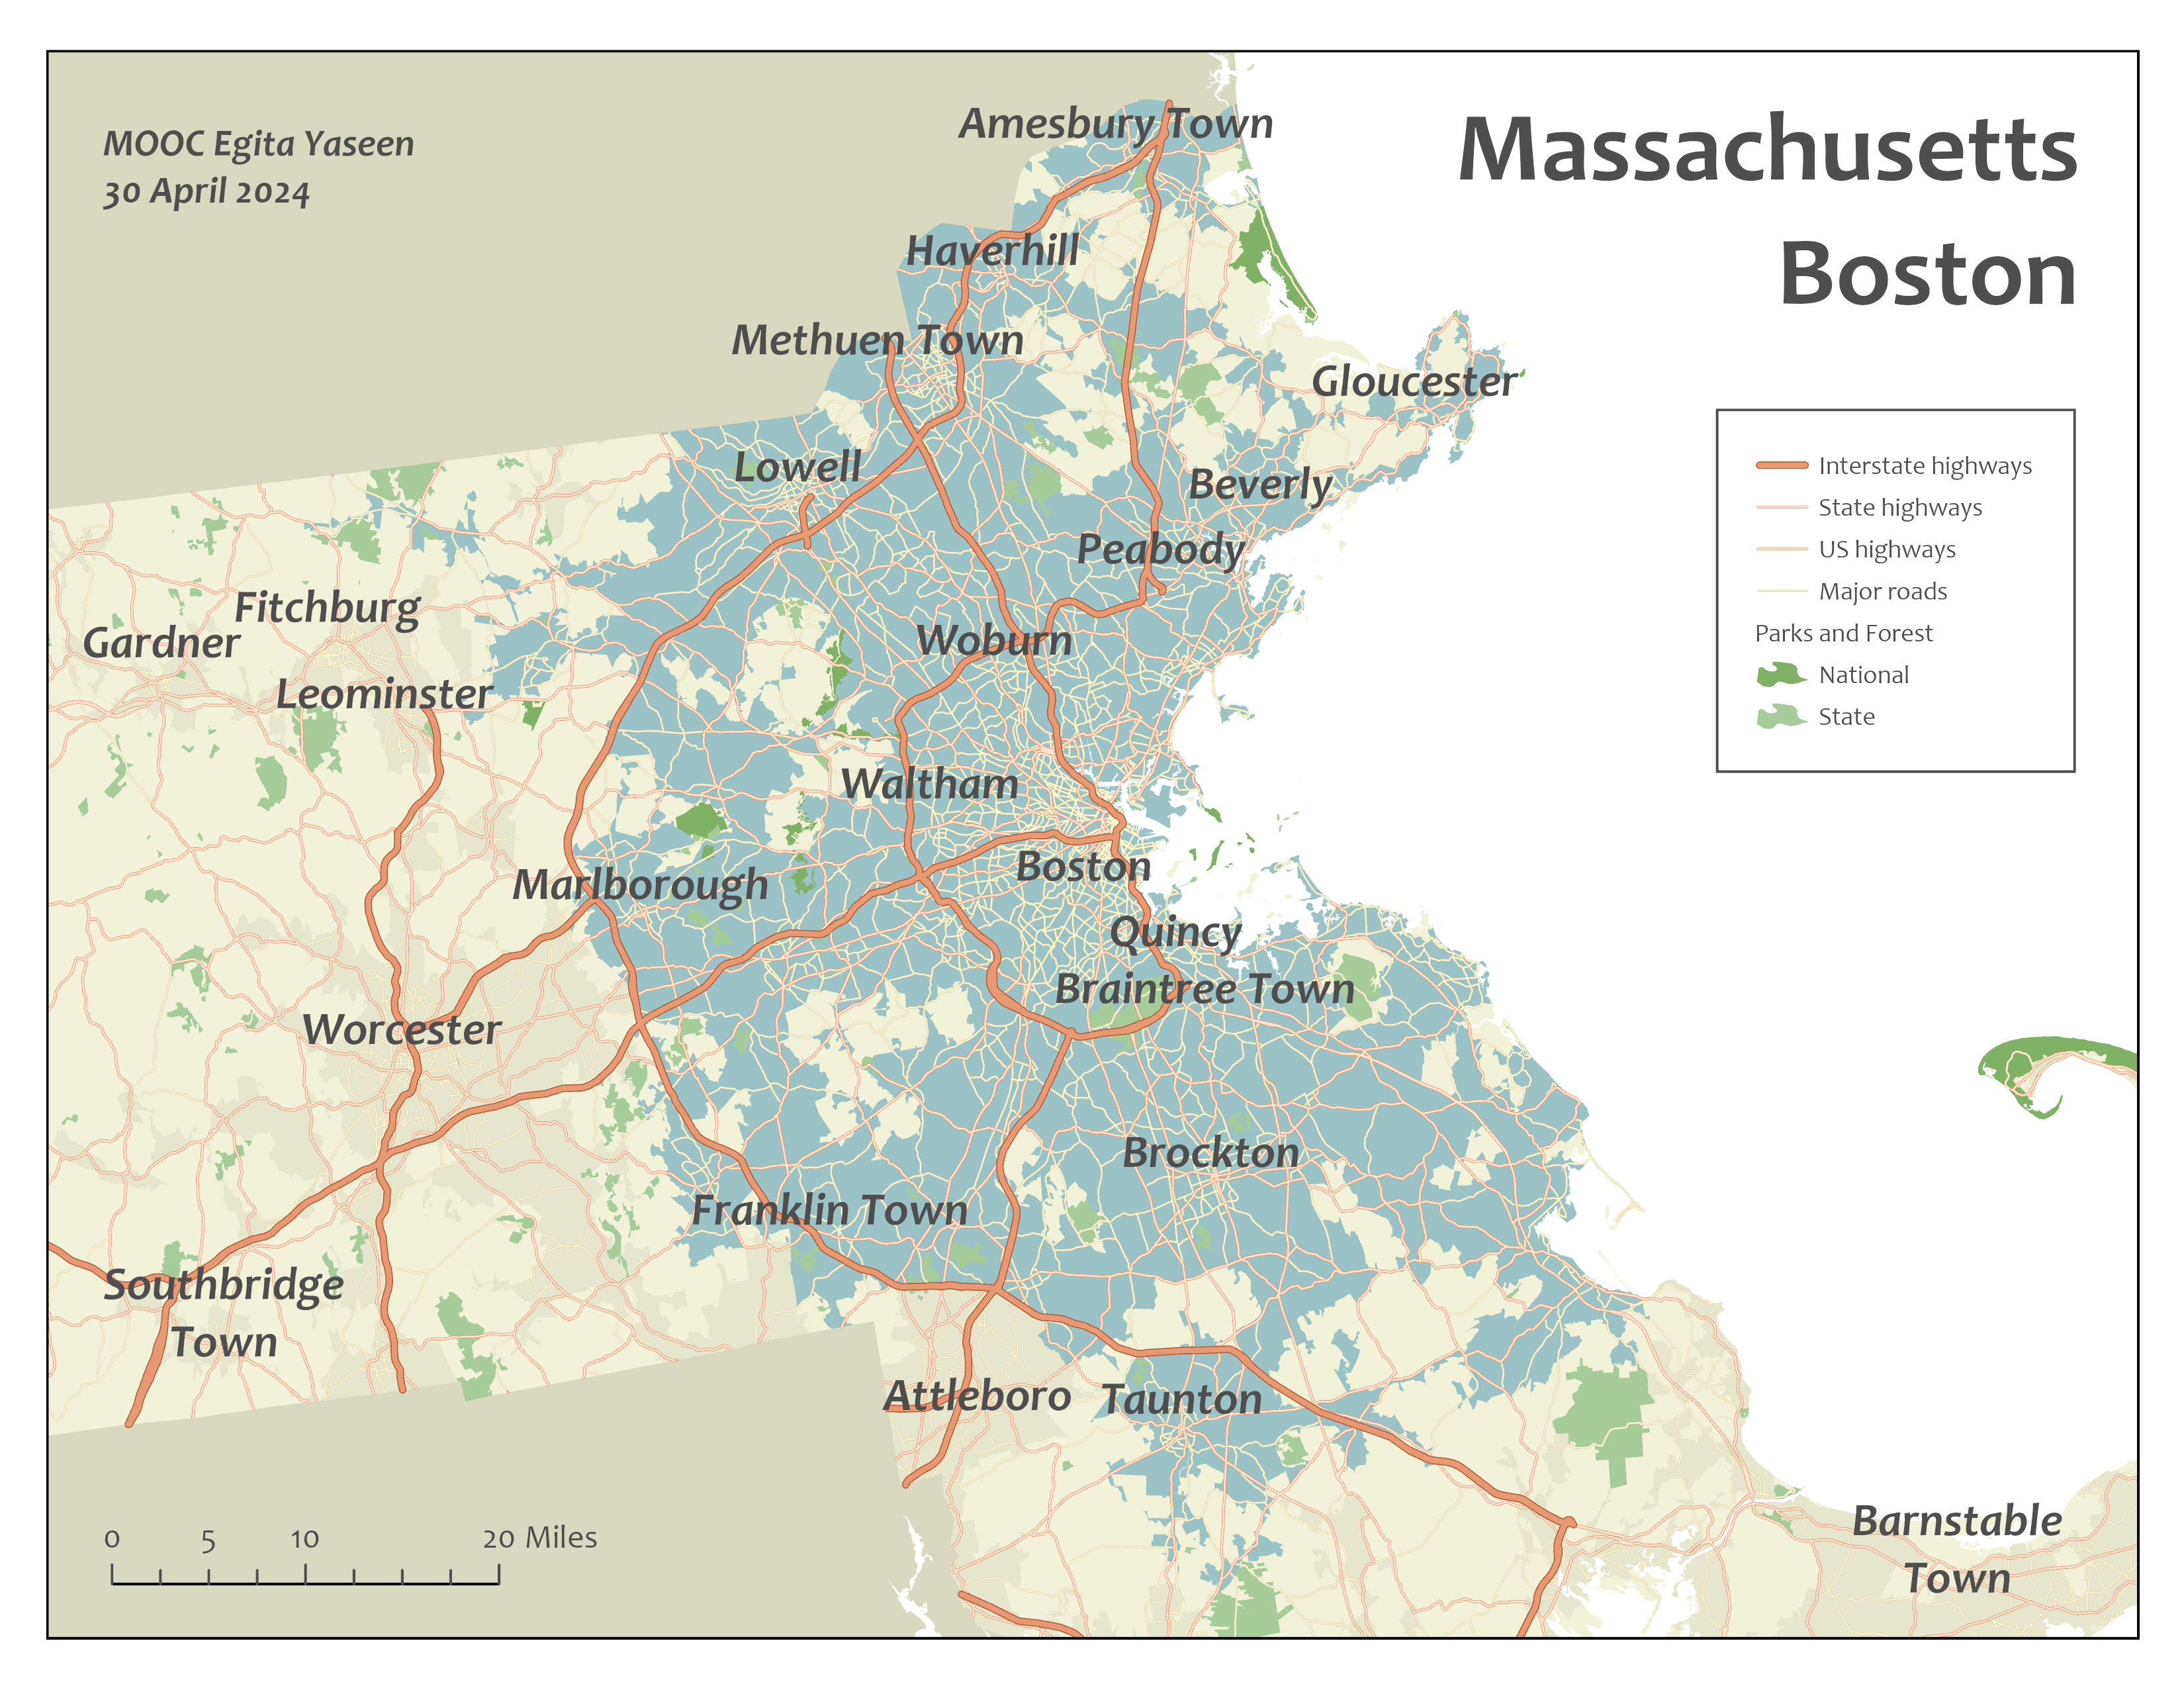 MOOC Egita Yaseen
30 April 2024
Massachusetts
Boston
Amesbury Town
Haverhill
Methuen Town
Gloucester
Lowell
Beverly
Peabody
Fitchburg
Gardner
Woburn
Leominster
Waltham
Boston
Marlborough
Quincy
Braintree Town
Worcester
Brockton
Franklin Town
Southbridge
Town
Attleboro
Taunton
Barnstable
Town
Interstate highways
State highways
US highways
Major roads
Parks and Forest
National
State
0 5 10 20 Miles